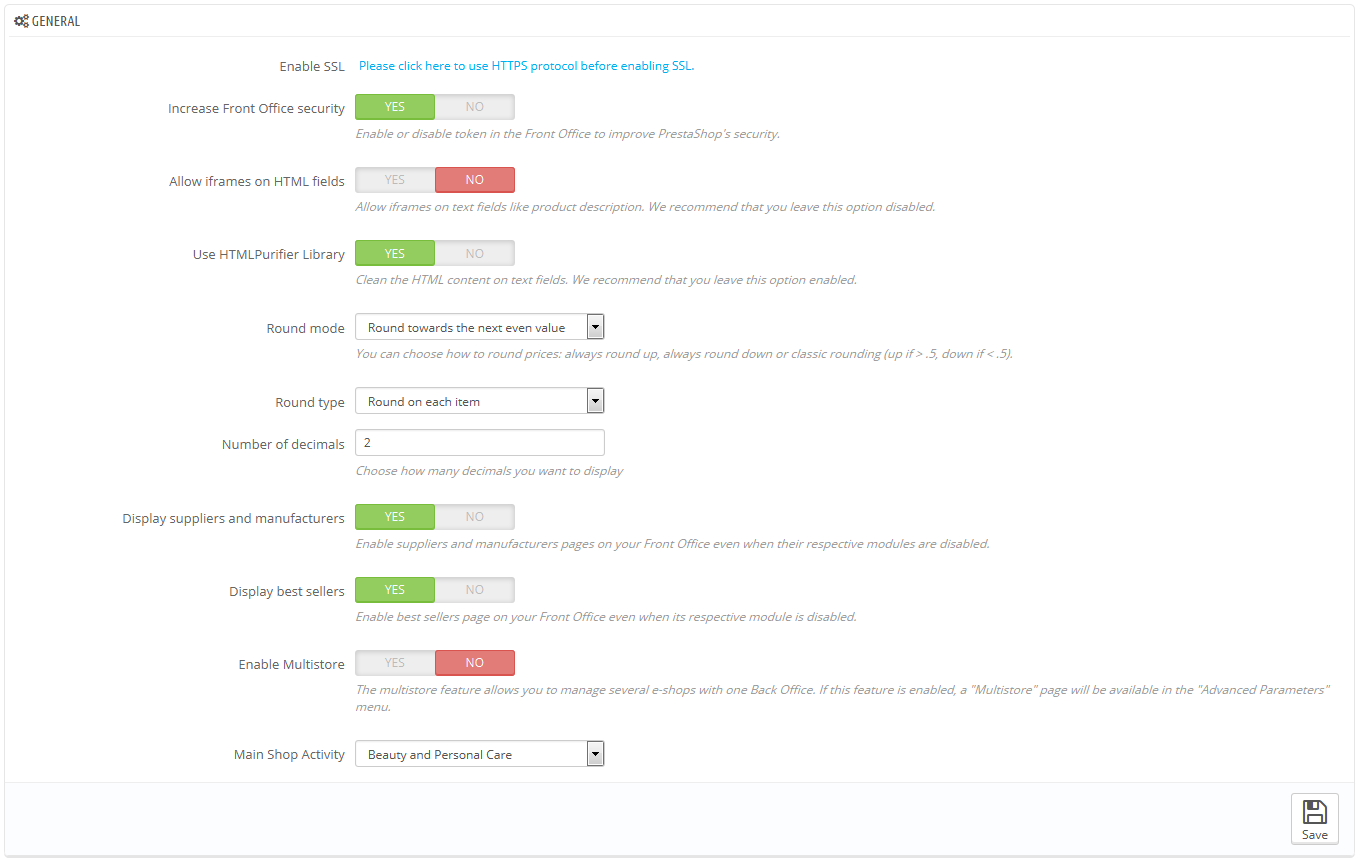 GENERAL
Enable SSL Please click here to use HTTPS protocol before enabling SSL.
Increase Front Office security YES NO
Enable or disable token in the Front Office to improve PrestaShop's security.
Allow iframes on HTML fields YES NO
Allow iframes on text fields like product description. We recommend that you leave this option disabled.
Use HTMLPurifier Library YES NO
Clean the HTML content on text fields. We recommend that you leave this option enabled.
Round mode Round towards the next even value
You can choose how to round prices: always round up, always round down or classic rounding (up if > .5, down if < .5).
Round type Round on each item
Number of decimals 2
Choose how many decimals you want to display
Display suppliers and manufacturers YES NO
Enable suppliers and manufacturers pages on your Front Office even when their respective modules are disabled.
Display best sellers YES NO
Enable best sellers page on your Front Office even when its respective module is disabled.
Enable Multistore YES NO
The multistore feature allows you to manage several e-shops with one Back Office. If this feature is enabled, a "Multistore" page will be available in the "Advanced Parameters"
menu.
Main Shop Activity Beauty and Personal Care
Save